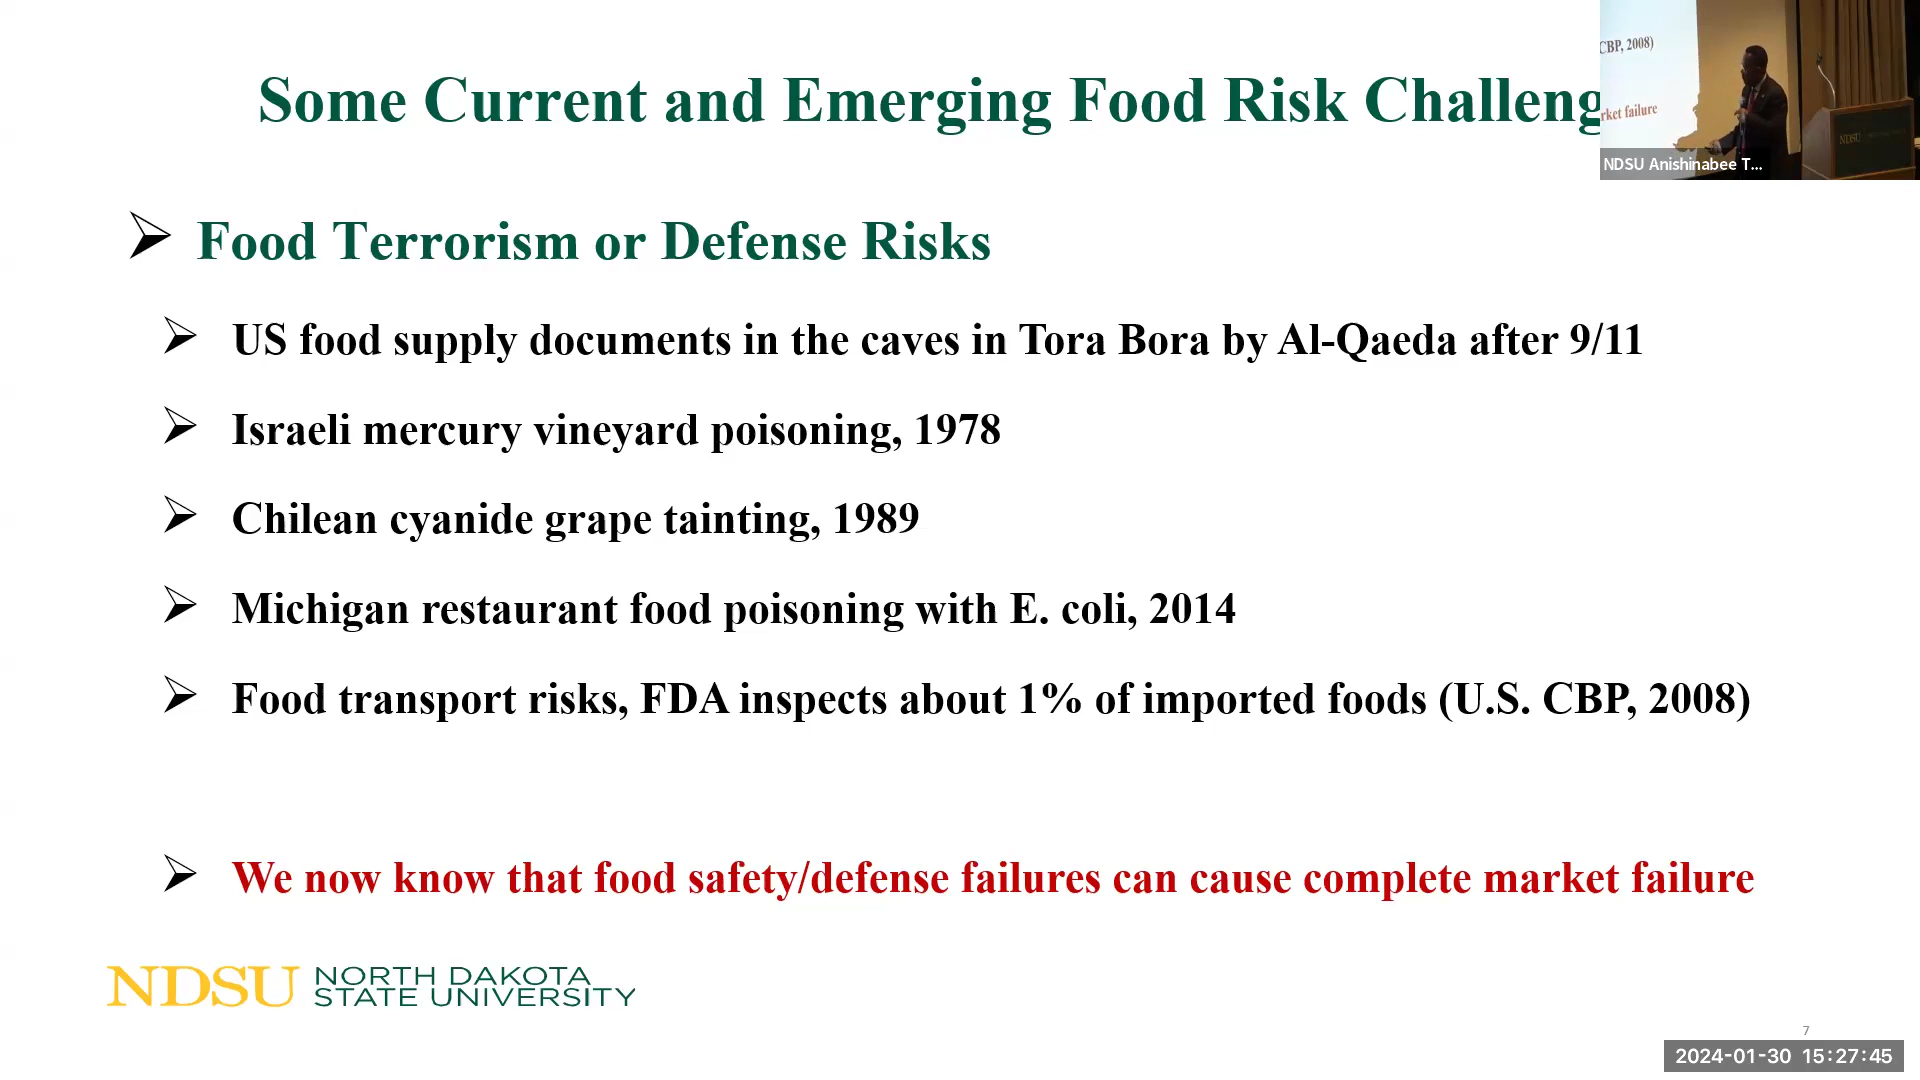 Some Current and Emerging Food Risk Challeng
CBP, 2008)
rket failure
NDSU
NDSU Anishinabee T...
Food Terrorism or Defense Risks
US food supply documents in the caves in Tora Bora by Al-Qaeda after 9/11
Israeli mercury vineyard poisoning, 1978
Chilean cyanide grape tainting, 1989
Michigan restaurant food poisoning with E. coli, 2014
Food transport risks, FDA inspects about 1% of imported foods (U.S. CBP, 2008)
We now know that food safety/defense failures can cause complete market failure
NDSU NORTH DAKOTA
STATE UNIVERSITY
7
2024-01-30 15:27:45